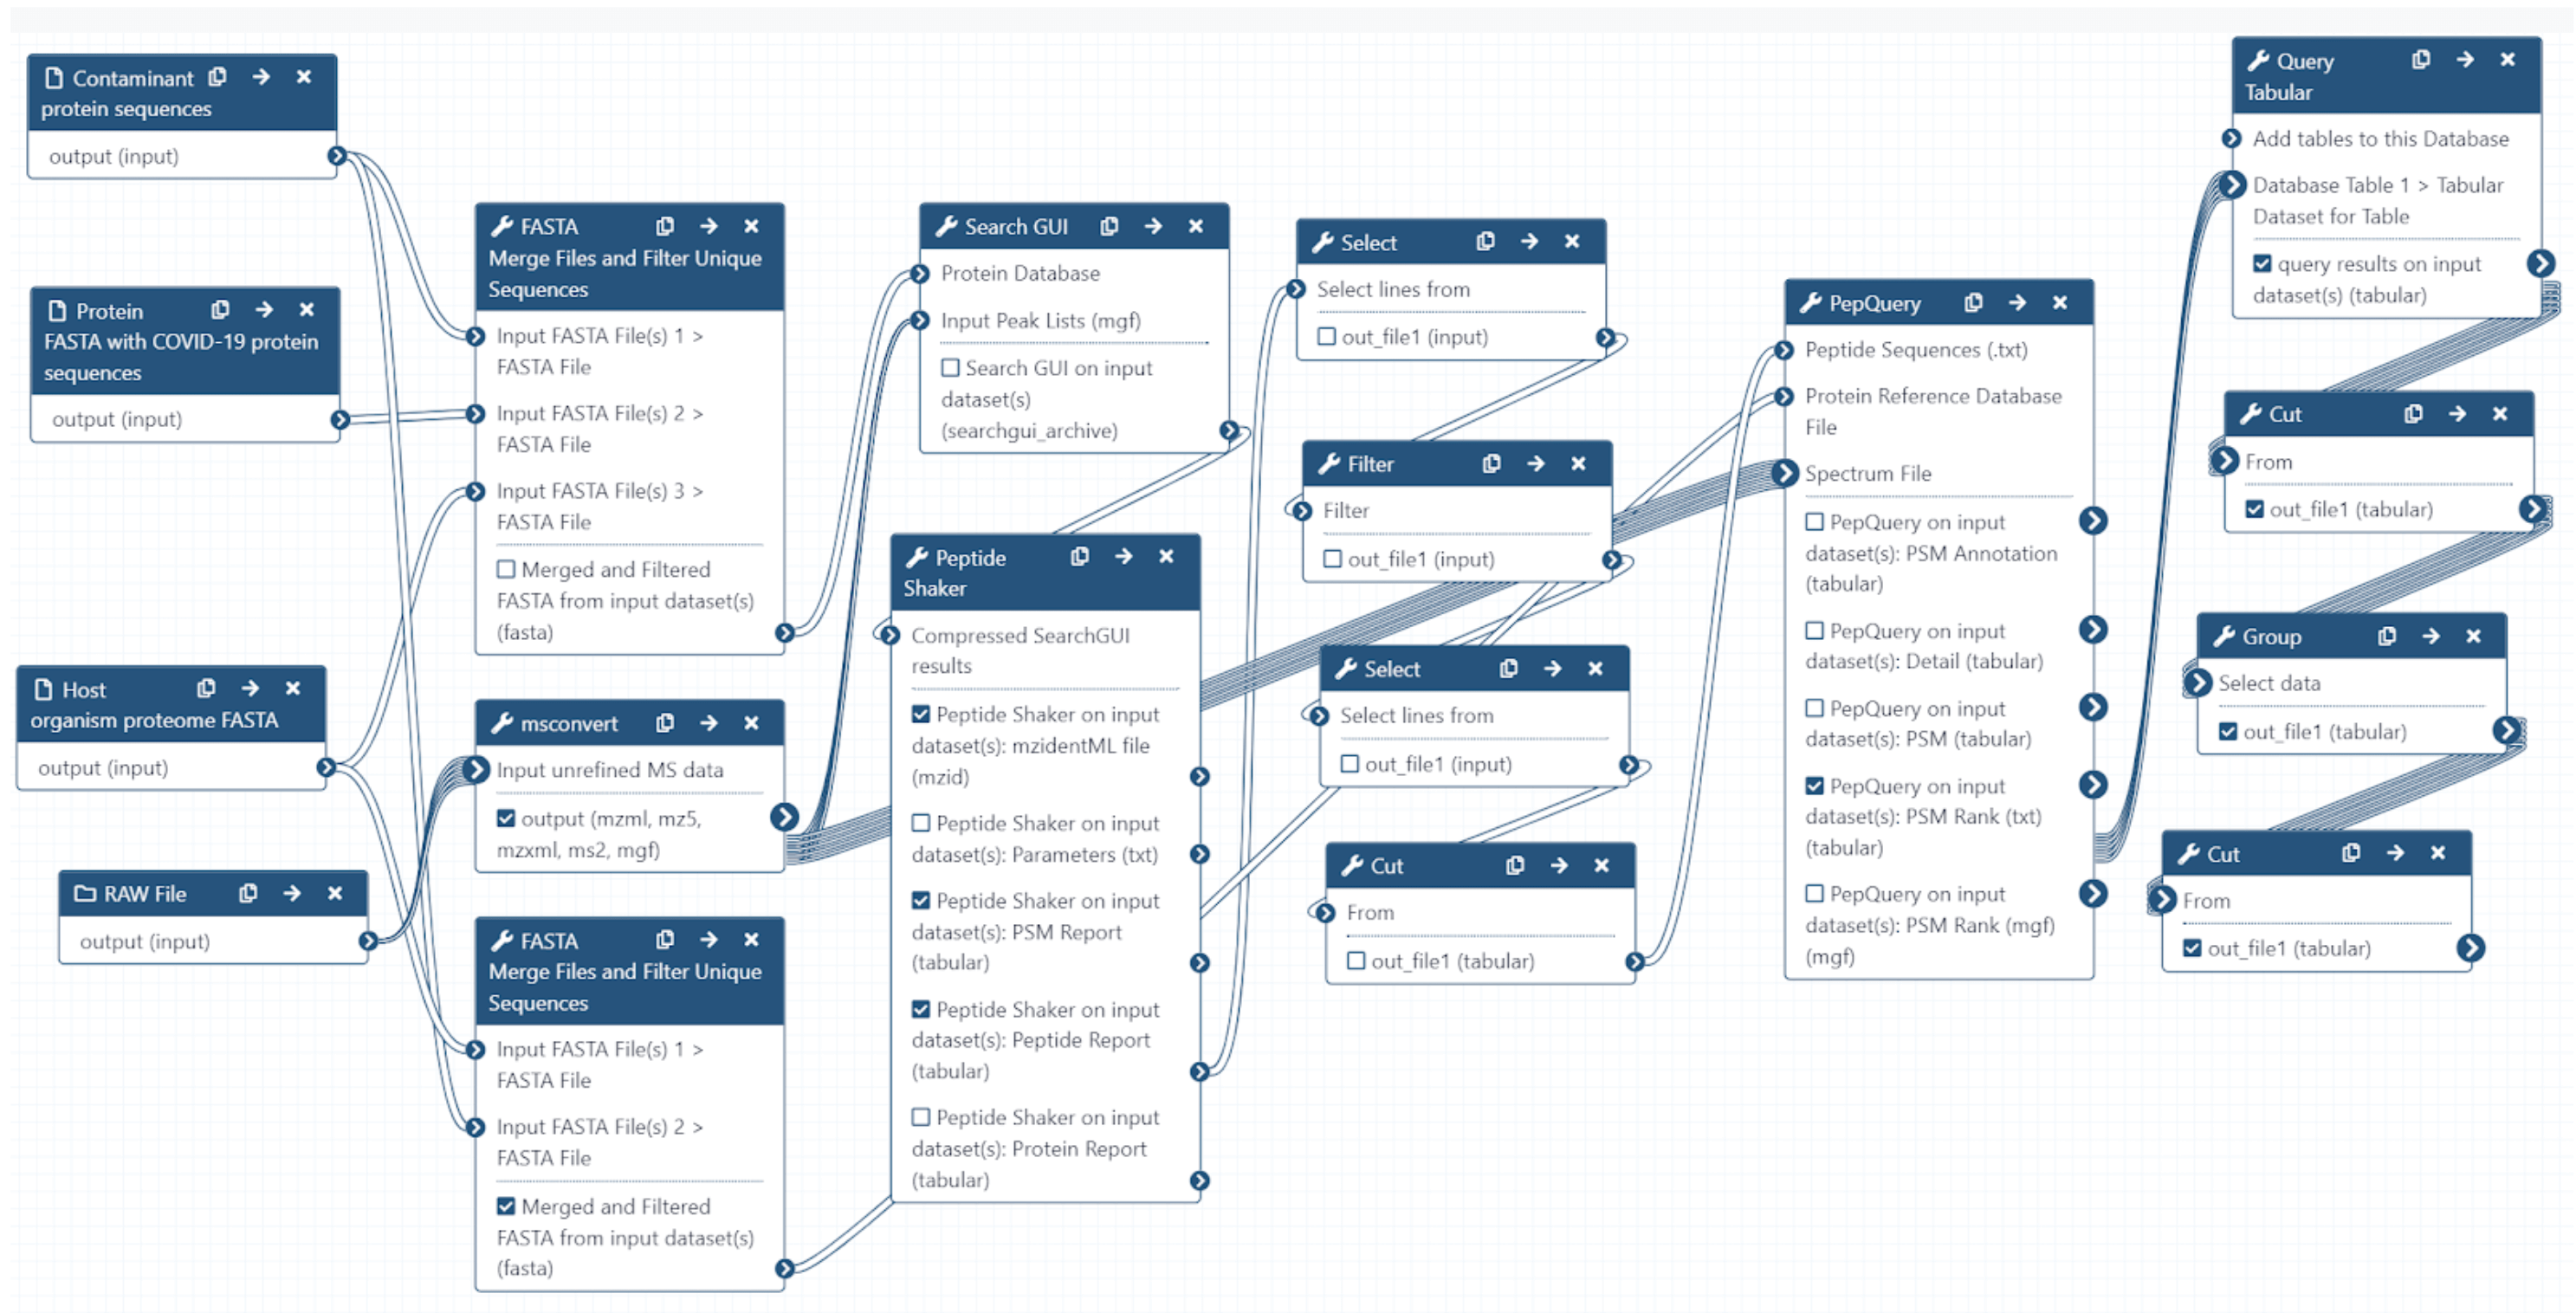 Contaminant
protein sequences
output (input)
Protein
FASTA with COVID-19 protein
sequences
output (input)
Host
organism proteome FASTA
output (input)
RAW File
output (input)
FASTA
Merge Files and Filter Unique
Sequences
Input FASTA File(s) 1 >
FASTA File
Input FASTA File(s) 2 >
FASTA File
Input FASTA File(s) 3 >
FASTA File
Merged and Filtered
FASTA from input dataset(s)
(fasta)
msconvert
Input unrefined MS data
output (mzml, mz5,
mzxml, ms2, mgf)
FASTA
Merge Files and Filter Unique
Sequences
Input FASTA File(s) 1 >
FASTA File
Input FASTA File(s) 2 >
FASTA File
Merged and Filtered
FASTA from input dataset(s)
(fasta)
Search GUI
Protein Database
Input Peak Lists (mgf)
Search GUI on input
dataset(s)
(searchgui_archive)
Peptide
Shaker
Compressed SearchGUI
results
Peptide Shaker on input
dataset(s): mzidentML file
(mzid)
Peptide Shaker on input
dataset(s): Parameters (txt)
Peptide Shaker on input
dataset(s): PSM Report
(tabular)
Peptide Shaker on input
dataset(s): Peptide Report
(tabular)
Peptide Shaker on input
dataset(s): Protein Report
(tabular)
Select
Select lines from
out_file1 (input)
Filter
Filter
out_file1 (input)
Select
Select lines from
out_file1 (input)
Cut
From
out_file1 (tabular)
PepQuery
Peptide Sequences (.txt)
Protein Reference Database
File
Spectrum File
PepQuery on input
dataset(s): PSM Annotation
(tabular)
PepQuery on input
dataset(s): Detail (tabular)
PepQuery on input
dataset(s): PSM (tabular)
PepQuery on input
dataset(s): PSM Rank (txt)
(tabular)
PepQuery on input
dataset(s): PSM Rank (mgf)
(mgf)
Query
Tabular
Add tables to this Database
Database Table 1 > Tabular
Dataset for Table
query results on input
dataset(s) (tabular)
Cut
From
out_file1 (tabular)
Group
Select data
out_file1 (tabular)
Cut
From
out_file1 (tabular)